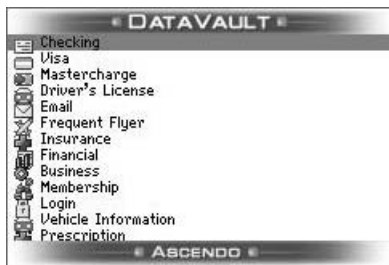 DATAVAULT
Checking
Visa
Mastercharge
Driver's License
Email
Frequent Flyer
Insurance
Financial
Business
Membership
Login
Vehicle Information
Prescription
ASCENDO